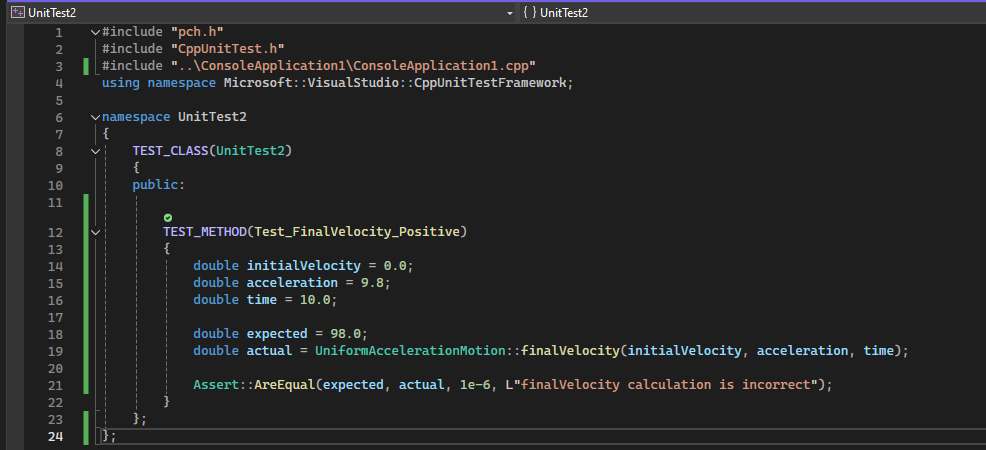 UnitTest2 { } UnitTest2
1 #include "pch.h"
2 #include "CppUnitTest.h"
3 #include "..\ConsoleApplication1\ConsoleApplication1.cpp"
4 using namespace Microsoft::VisualStudio::CppUnitTestFramework;
5
6 namespace UnitTest2
7 {
8 TEST_CLASS(UnitTest2)
9 {
10 public:
11
12 TEST_METHOD(Test_FinalVelocity_Positive)
13 {
14 double initialVelocity = 0.0;
15 double acceleration = 9.8;
16 double time = 10.0;
17
18 double expected = 98.0;
19 double actual = UniformAccelerationMotion::finalVelocity(initialVelocity, acceleration, time);
20
21 Assert::AreEqual(expected, actual, 1e-6, L"finalVelocity calculation is incorrect");
22 }
23 };
24 };